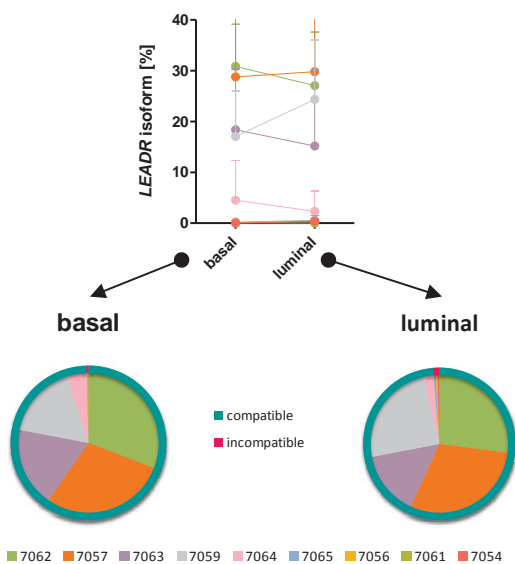 40
30
20
10
0
LEADR isoform [%]
basal
luminal
basal
luminal
compatible
incompatible
7062 7057 7063 7059 7064 7065 7056 7061 7054